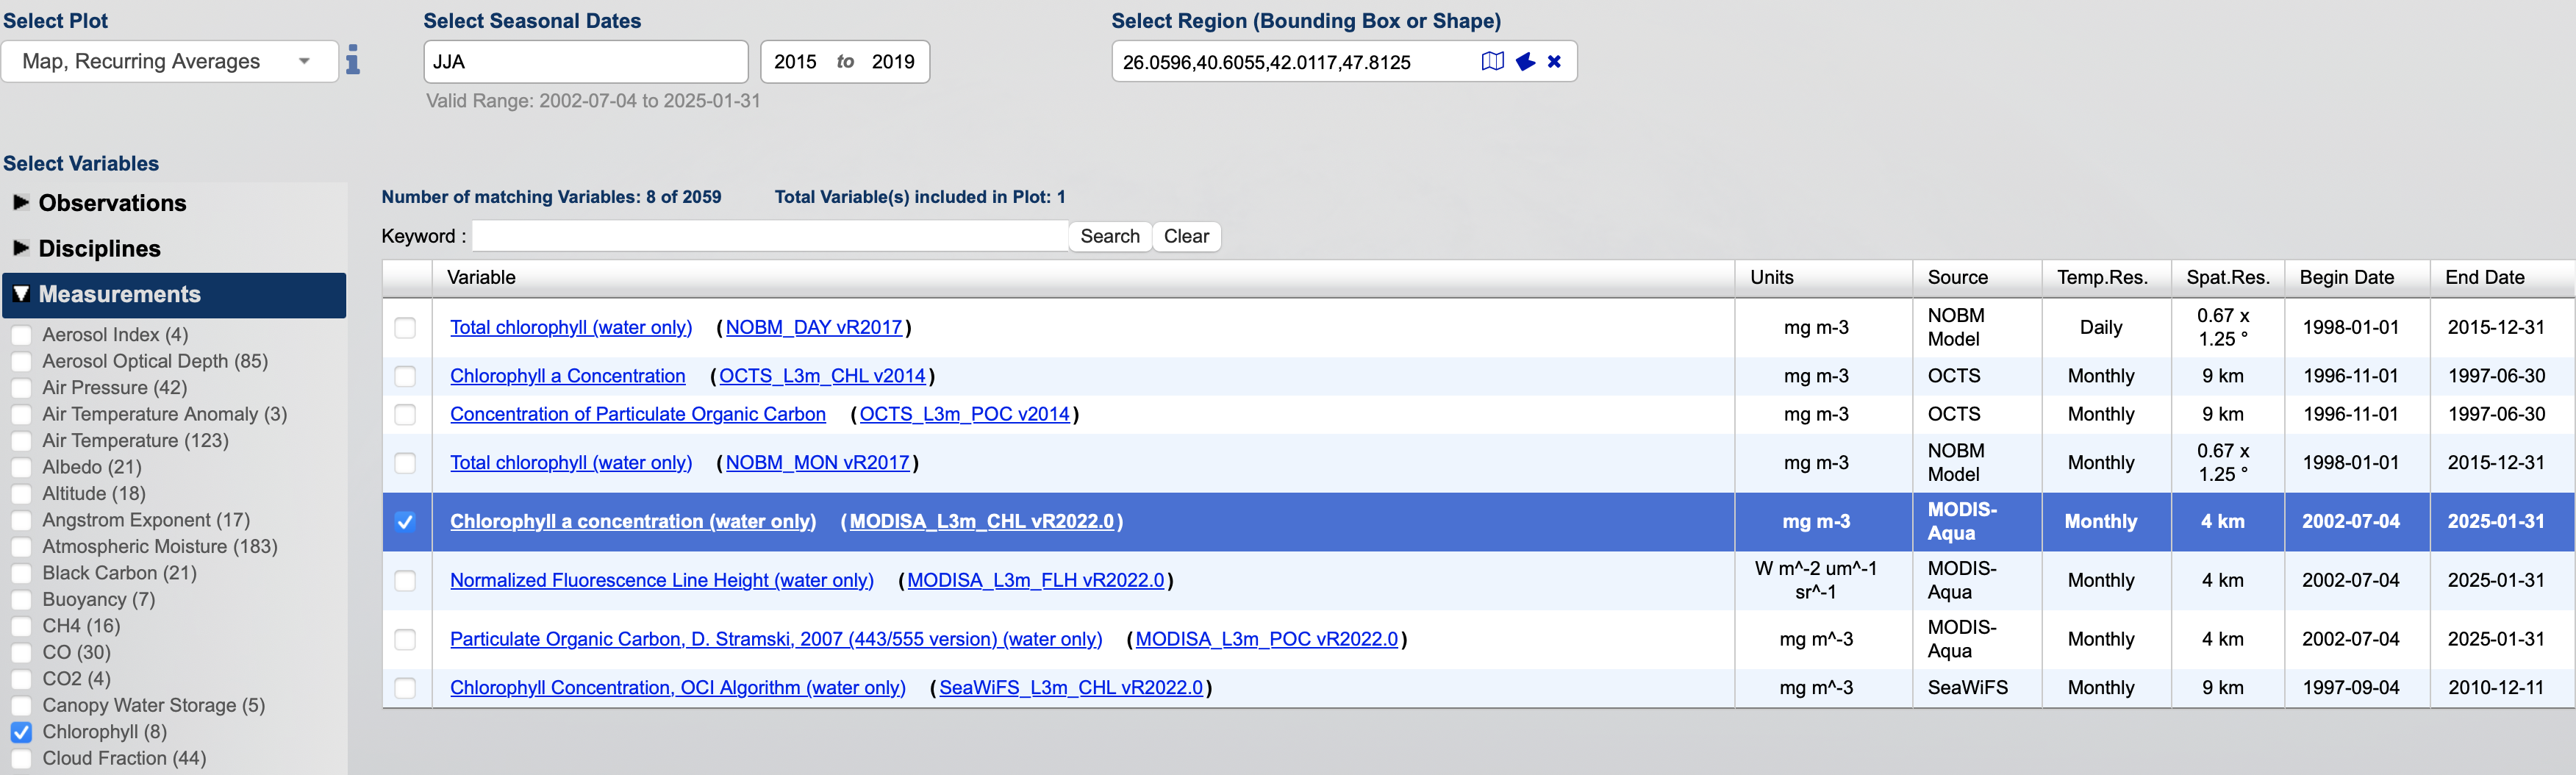 Select Plot
Map, Recurring Averages
Select Seasonal Dates
JJA
2015 to 2019
Valid Range: 2002-07-04 to 2025-01-31
Select Region (Bounding Box or Shape)
26.0596,40.6055,42.0117,47.8125
Select Variables
Observations
Disciplines
Measurements
Aerosol Index (4)
Aerosol Optical Depth (85)
Air Pressure (42)
Air Temperature Anomaly (3)
Air Temperature (123)
Albedo (21)
Altitude (18)
Angstrom Exponent (17)
Atmospheric Moisture (183)
Black Carbon (21)
Buoyancy (7)
CH4 (16)
CO (30)
CO2 (4)
Canopy Water Storage (5)
Chlorophyll (8)
Cloud Fraction (44)
Number of matching Variables: 8 of 2059 Total Variable(s) included in Plot: 1
Keyword : Search Clear
Variable Units Source Temp.Res. Spat.Res. Begin Date End Date
Total chlorophyll (water only) (NOBM_DAY vR2017) mg m-3 NOBM Model Daily 0.67 x 1.25 ° 1998-01-01 2015-12-31
Chlorophyll a Concentration (OCTS_L3m_CHL v2014) mg m-3 OCTS Monthly 9 km 1996-11-01 1997-06-30
Concentration of Particulate Organic Carbon (OCTS_L3m_POC v2014) mg m-3 OCTS Monthly 9 km 1996-11-01 1997-06-30
Total chlorophyll (water only) (NOBM_MON vR2017) mg m-3 NOBM Model Monthly 0.67 x 1.25 ° 1998-01-01 2015-12-31
Chlorophyll a concentration (water only) (MODISA_L3m_CHL vR2022.0) mg m-3 MODIS-Aqua Monthly 4 km 2002-07-04 2025-01-31
Normalized Fluorescence Line Height (water only) (MODISA_L3m_FLH vR2022.0) W m^-2 um^-1 sr^-1 MODIS-Aqua Monthly 4 km 2002-07-04 2025-01-31
Particulate Organic Carbon, D. Stramski, 2007 (443/555 version) (water only) (MODISA_L3m_POC vR2022.0) mg m^-3 MODIS-Aqua Monthly 4 km 2002-07-04 2025-01-31
Chlorophyll Concentration, OCI Algorithm (water only) (SeaWiFS_L3m_CHL vR2022.0) mg m^-3 SeaWiFS Monthly 9 km 1997-09-04 2010-12-11